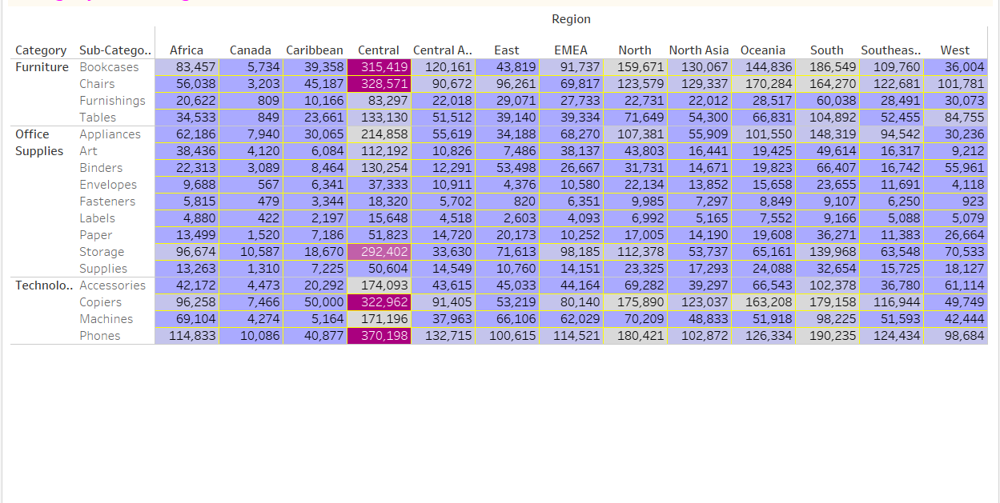 Region
Category Sub-Catego.. Africa Canada Caribbean Central Central A.. East EMEA North North Asia Oceania South Southeas.. West
Furniture Bookcases 83,457 5,734 39,358 315,419 120,161 43,819 91,737 159,671 130,067 144,836 186,549 109,760 36,004
Chairs 56,038 3,203 45,187 328,571 90,672 96,261 69,817 123,579 129,337 170,284 164,270 122,681 101,781
Furnishings 20,622 809 10,166 83,297 22,018 29,071 27,733 22,731 22,012 28,517 60,038 28,491 30,073
Tables 34,533 849 23,661 133,130 51,512 39,140 39,334 71,649 54,300 66,831 104,892 52,455 84,755
Office Appliances 62,186 7,940 30,065 214,858 55,619 34,188 68,270 107,381 55,909 101,550 148,319 94,542 30,236
Supplies Art 38,436 4,120 6,084 112,192 10,826 7,486 38,137 43,803 16,441 19,425 49,614 16,317 9,212
Binders 22,313 3,089 8,464 130,254 12,291 53,498 26,667 31,731 14,671 19,823 66,407 16,742 55,961
Envelopes 9,688 567 6,341 37,333 10,911 4,376 10,580 22,134 13,852 15,658 23,655 11,691 4,118
Fasteners 5,815 479 3,344 18,320 5,702 820 6,351 9,985 7,297 8,849 9,107 6,250 923
Labels 4,880 422 2,197 15,648 4,518 2,603 4,093 6,992 5,165 7,552 9,166 5,088 5,079
Paper 13,499 1,520 7,186 51,823 14,720 20,173 10,252 17,005 14,190 19,608 36,271 11,383 26,664
Storage 96,674 10,587 18,670 292,402 33,630 71,613 98,185 112,378 53,737 65,161 139,968 63,548 70,533
Supplies 13,263 1,310 7,225 50,604 14,549 10,760 14,151 23,325 17,293 24,088 32,654 15,725 18,127
Technolo.. Accessories 42,172 4,473 20,292 174,093 43,615 45,033 44,164 69,282 39,297 66,543 102,378 36,780 61,114
Copiers 96,258 7,466 50,000 322,962 91,405 53,219 80,140 175,890 123,037 163,208 179,158 116,944 49,749
Machines 69,104 4,274 5,164 171,196 37,963 66,106 62,029 70,209 48,833 51,918 98,225 51,593 42,444
Phones 114,833 10,086 40,877 370,198 132,715 100,615 114,521 180,421 102,872 126,334 190,235 124,434 98,684